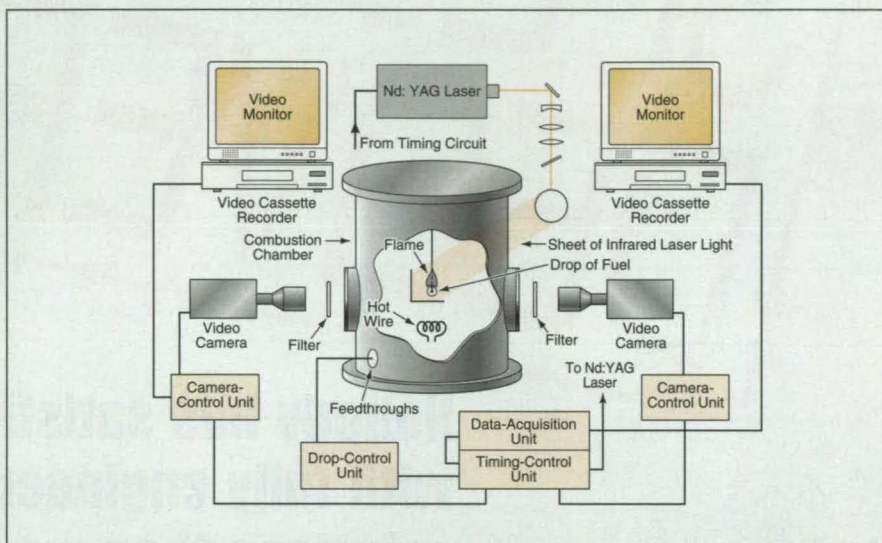 Video
Monitor
Nd: YAG Laser
Video
Monitor
From Timing Circuit
Video Cassette
Recorder
Video Cassette
Recorder
Combustion
Chamber
Flame
Sheet of Infrared Laser Light
Drop of Fuel
Hot
Wire
Video
Camera
Filter
Filter
Video
Camera
To Nd:YAG
Laser
Camera-
Control Unit
Feedthroughs
Camera-
Control Unit
Data-Acquisition
Unit
Drop-Control
Unit
Timing-Control
Unit